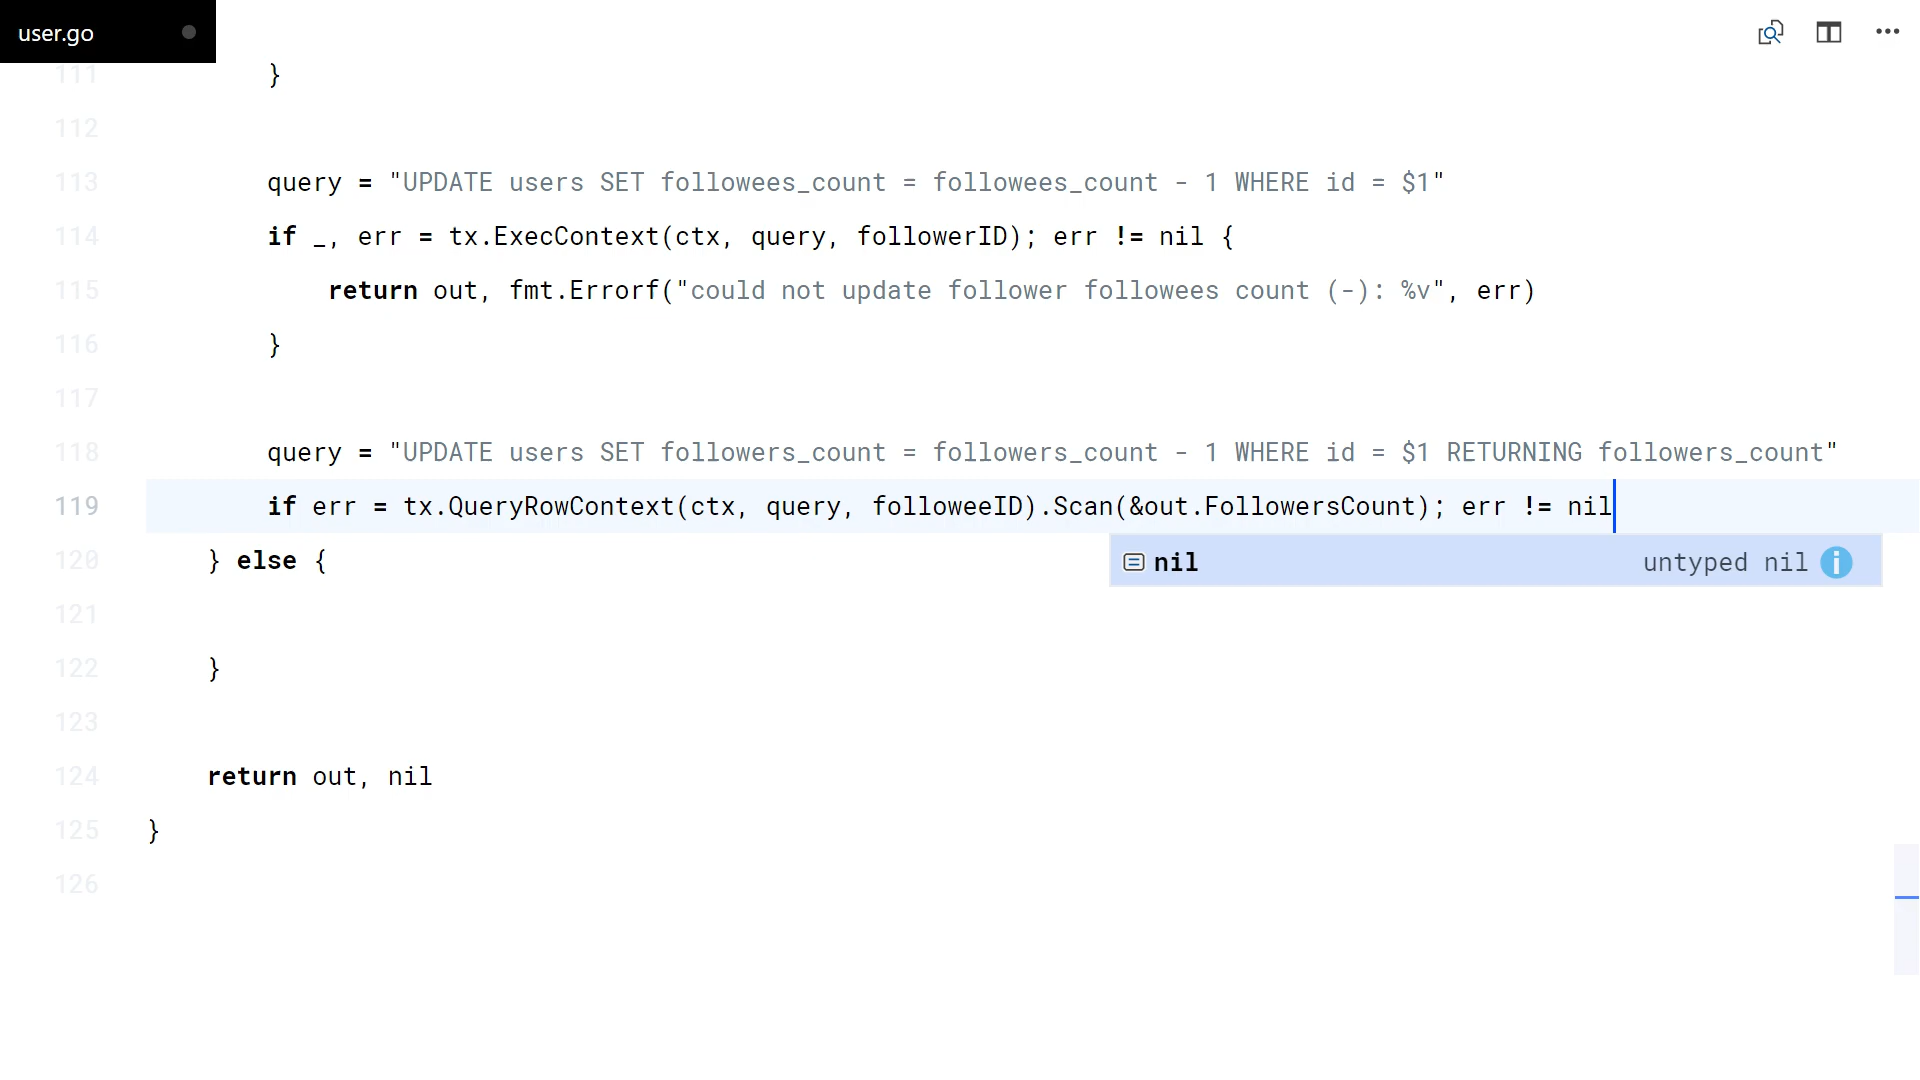 user.go
111 }
112
113 query = "UPDATE users SET followees_count = followees_count - 1 WHERE id = $1"
114 if _, err = tx.ExecContext(ctx, query, followerID); err != nil {
115 return out, fmt.Errorf("could not update follower followees count (-): %v", err)
116 }
117
118 query = "UPDATE users SET followers_count = followers_count - 1 WHERE id = $1 RETURNING followers_count"
119 if err = tx.QueryRowContext(ctx, query, followeeID).Scan(&out.FollowersCount); err != nil
120 } else {
nil untyped nil
121
122 }
123
124 return out, nil
125 }
126